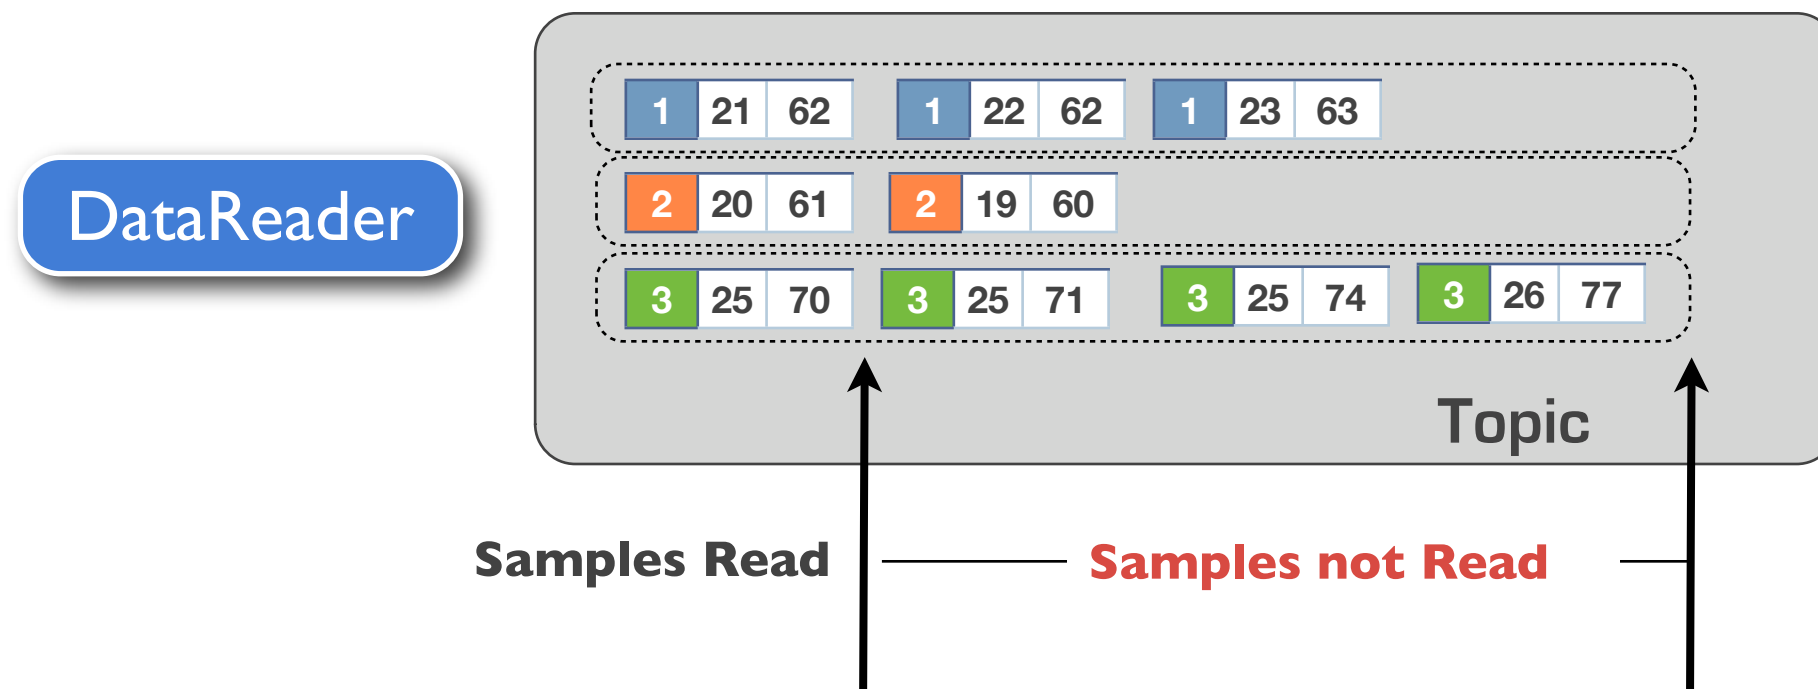 1 21 62 1 22 62 1 23 63
DataReader
2 20 61 2 19 60
3 25 70 3 25 71 3 25 74 3 26 77
Topic
Samples Read
Samples not Read